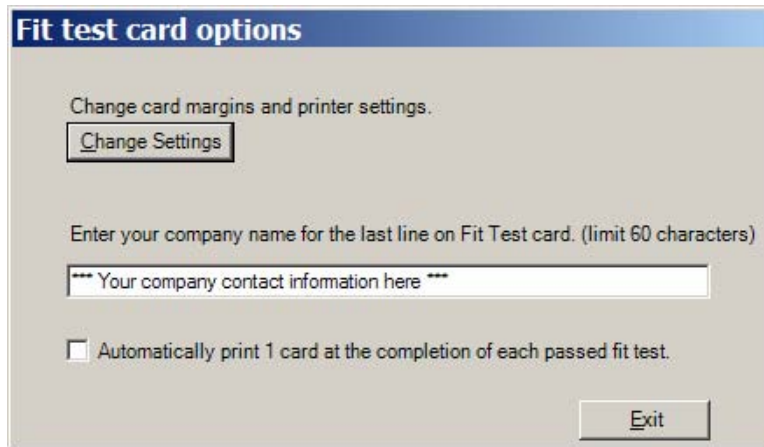 Fit test card options
Change card margins and printer settings.
Change Settings
Enter your company name for the last line on Fit Test card. (limit 60 characters)
*** Your company contact information here ***
Automatically print 1 card at the completion of each passed fit test.
Exit